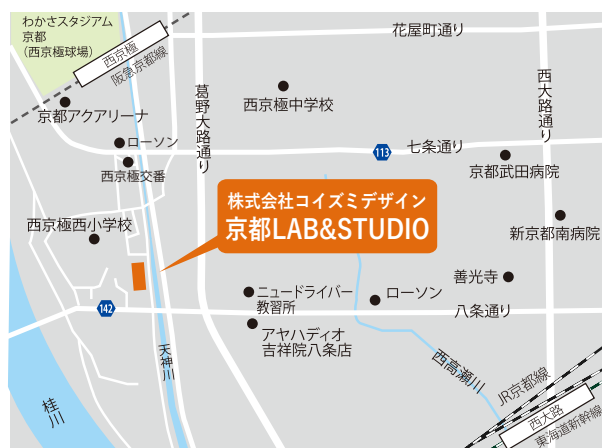 わかさスタジアム
京都
（西京極球場）
西京極
阪急京都線
花屋町通り
葛野大路通り
西京極中学校
西大路通り
京都アクアリーナ
ローソン
七条通り
113
西京極交番
京都武田病院
株式会社コイズミデザイン
京都LAB&STUDIO
西京極西小学校
新京都南病院
善光寺
ニュードライバー
教習所
ローソン
142
八条通り
アヤハディオ
吉祥院八条店
天神川
西高瀬川
桂川
JR京都線
西大路
東海道新幹線